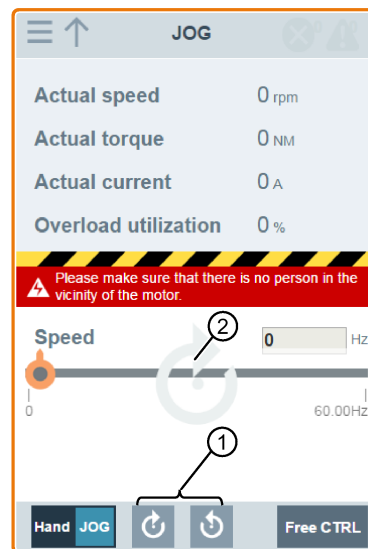 JOG
Actual speed 0 rpm
Actual torque 0 NM
Actual current 0 A
Overload utilization 0 %
Please make sure that there is no person in the
vicinity of the motor.
2
Speed 0 Hz
0 60.00Hz
1
Hand JOG Free CTRL